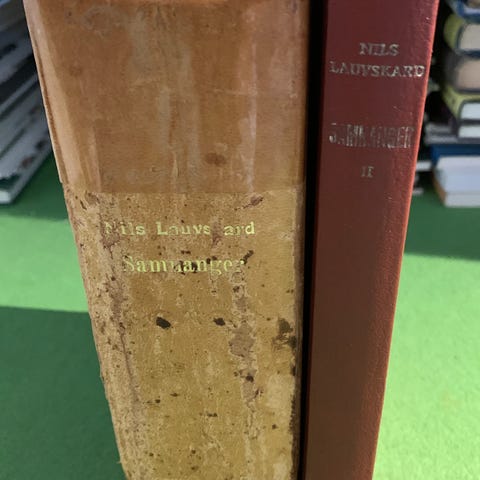 Nils Lauvskard
Samnanger
NILS
LAUVSKARD
SAMNANGER
II